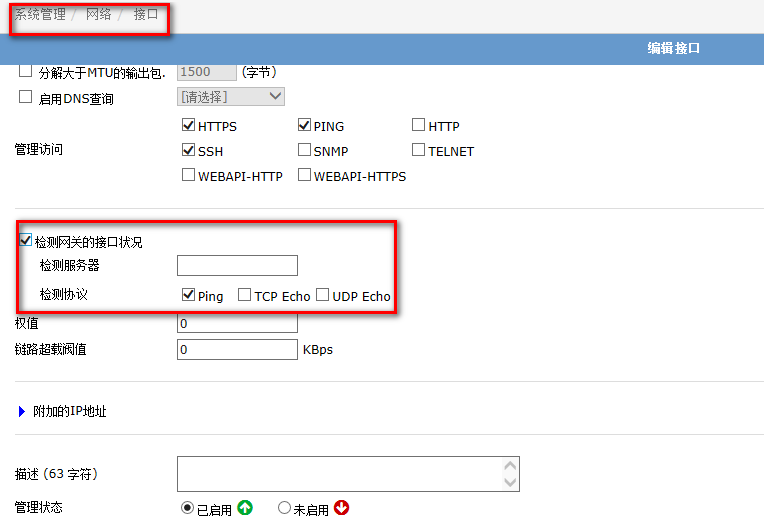 系统管理 / 网络 / 接口
编辑接口
分解大于MTU的输出包. 1500 (字节)
启用DNS查询 [请选择]
HTTPS PING HTTP
管理访问 SSH SNMP TELNET
WEBAPI-HTTP WEBAPI-HTTPS
检测网关的接口状况
检测服务器
检测协议 Ping TCP Echo UDP Echo
权值 0
链路超载阀值 0 KBps
附加的IP地址
描述 (63 字符)
管理状态 已启用 未启用